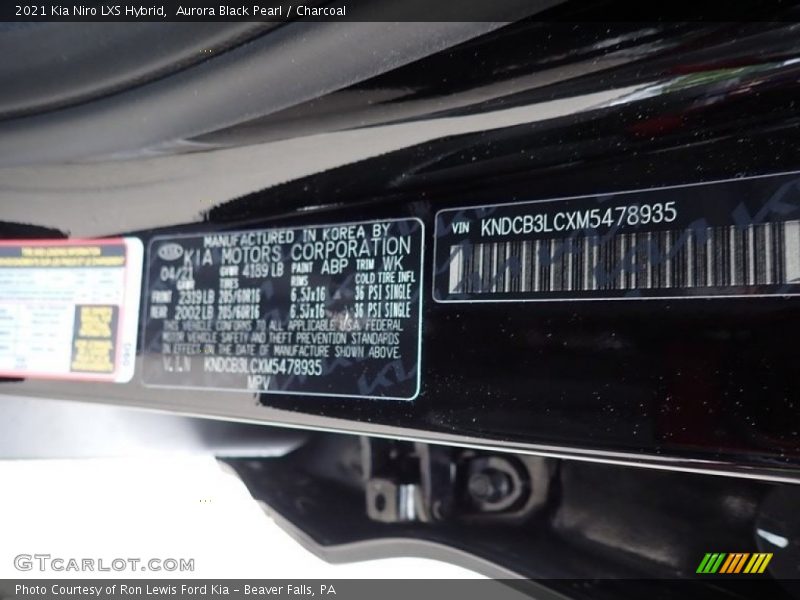 2021 Kia Niro LXS Hybrid,  Aurora Black Pearl / Charcoal
VIN KNDCB3LCXM5478935
MANUFACTURED IN KOREA BY
KIA KIA MOTORS CORPORATION
04/21 GVWR 4189 LB PAINT ABP TRIM WK
GAWR TIRES RIMS COLD TIRE INFL
FRONT 2319 LB 205/60R16 6.5Jx16 36 PSI SINGLE
REAR 2002 LB 205/60R16 6.5Jx16 36 PSI SINGLE
THIS VEHICLE CONFORMS TO ALL APPLICABLE U.S.A. FEDERAL
MOTOR VEHICLE SAFETY AND THEFT PREVENTION STANDARDS
IN EFFECT ON THE DATE OF MANUFACTURE SHOWN ABOVE.
V.I.N KNDCB3LCXM5478935
MPV
GTcarlot.com
Photo Courtesy of Ron Lewis Ford Kia - Beaver Falls, PA